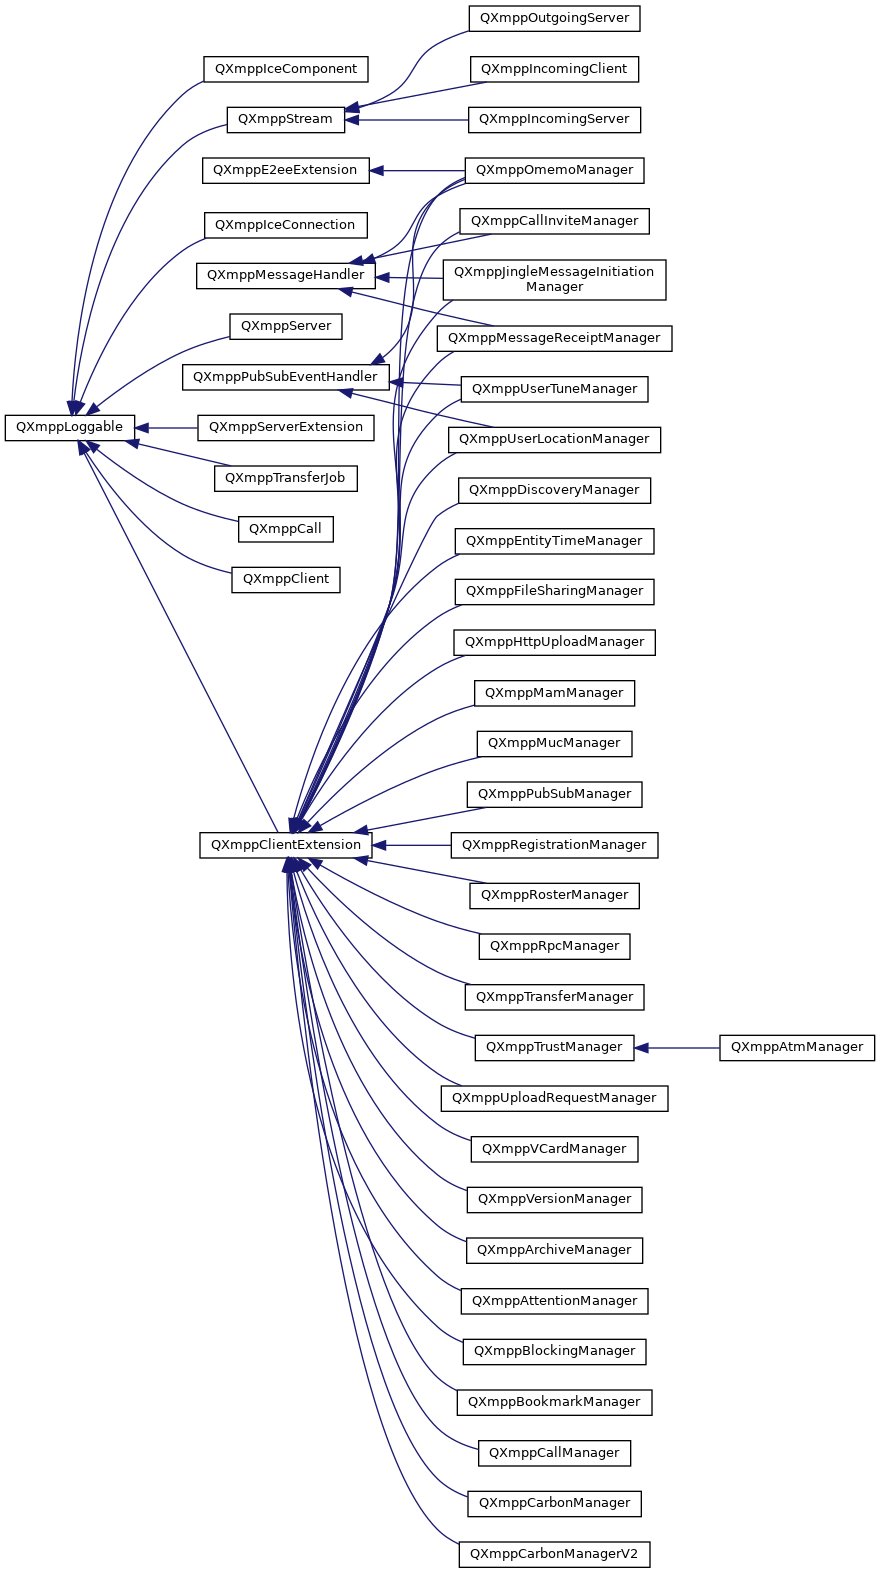 QXmppOutgoingServer
QXmppIceComponent
QXmppIncomingClient
QXmppStream
QXmppIncomingServer
QXmppE2eeExtension
QXmppOmemoManager
QXmppIceConnection
QXmppCallInviteManager
QXmppMessageHandler
QXmppJingleMessageInitiation
Manager
QXmppServer
QXmppMessageReceiptManager
QXmppPubSubEventHandler
QXmppUserTuneManager
QXmppLoggable
QXmppServerExtension
QXmppUserLocationManager
QXmppTransferJob
QXmppDiscoveryManager
QXmppCall
QXmppEntityTimeManager
QXmppClient
QXmppFileSharingManager
QXmppHttpUploadManager
QXmppMamManager
QXmppMucManager
QXmppPubSubManager
QXmppClientExtension
QXmppRegistrationManager
QXmppRosterManager
QXmppRpcManager
QXmppTransferManager
QXmppTrustManager
QXmppAtmManager
QXmppUploadRequestManager
QXmppVCardManager
QXmppVersionManager
QXmppArchiveManager
QXmppAttentionManager
QXmppBlockingManager
QXmppBookmarkManager
QXmppCallManager
QXmppCarbonManager
QXmppCarbonManagerV2